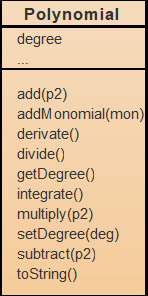 Polynomial
degree
...
add(p2)
addMonomial(mon)
derivate()
divide()
getDegree()
integrate()
multiply(p2)
setDegree(deg)
subtract(p2)
toString()